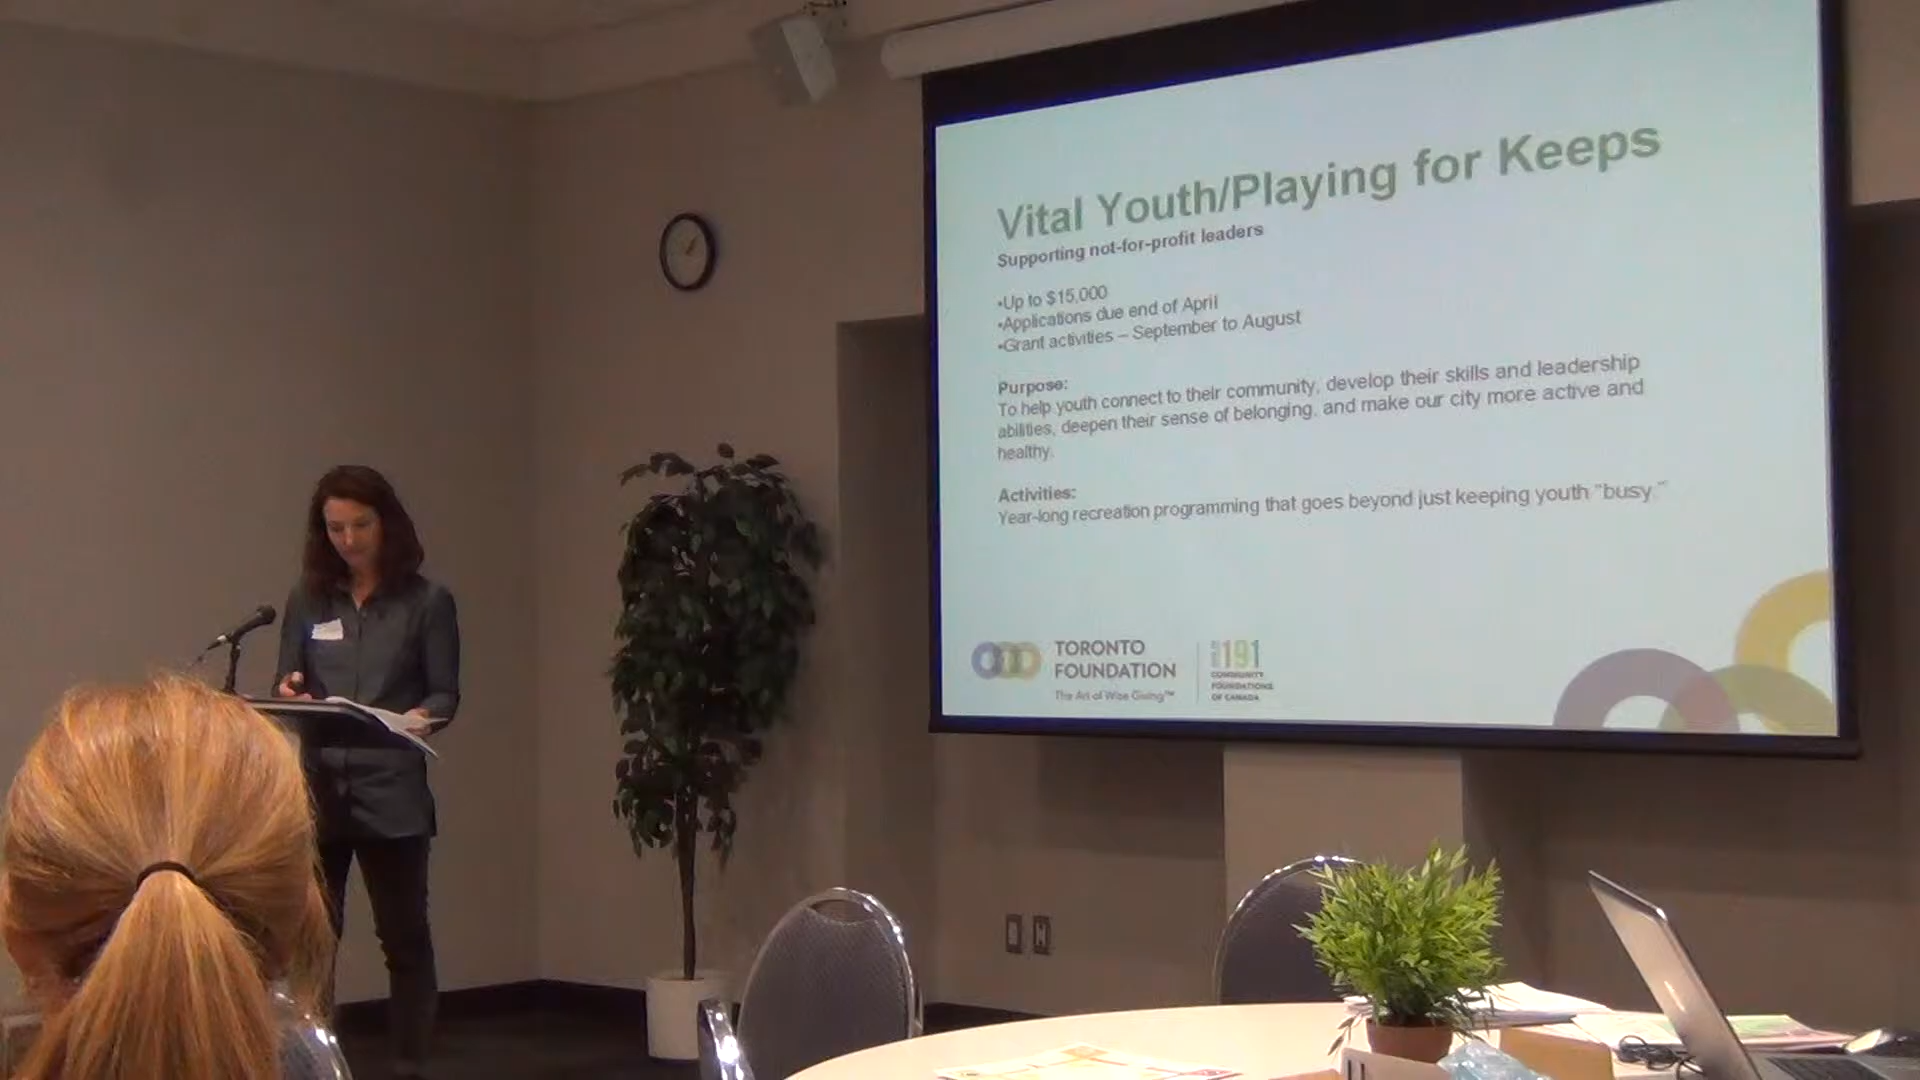 Vital Youth/Playing for Keeps
Supporting not-for-profit leaders
•Up to $15,000
•Applications due end of April
•Grant activities – September to August
Purpose:
To help youth connect to their community, develop their skills and leadership
abilities, deepen their sense of belonging, and make our city more active and
healthy.
Activities:
Year-long recreation programming that goes beyond just keeping youth "busy."
TORONTO
FOUNDATION
The Art of Wise Giving™
191
COMMUNITY
FOUNDATIONS
OF CANADA